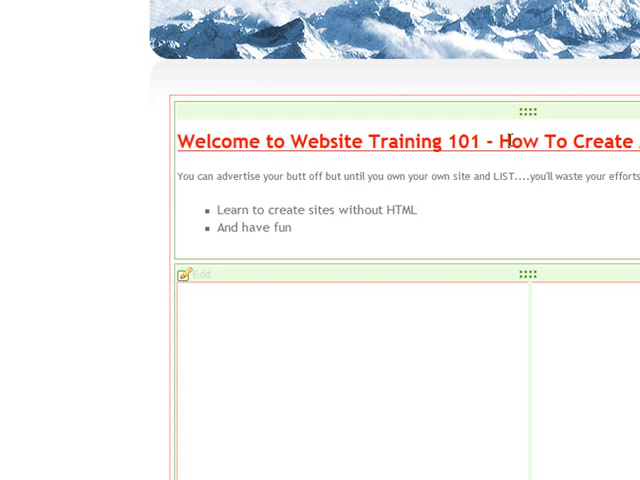 Welcome to Website Training 101 - How To Create
You can advertise your butt off but until you own your own site and LIST....you'll waste your efforts
Learn to create sites without HTML
And have fun
Edit